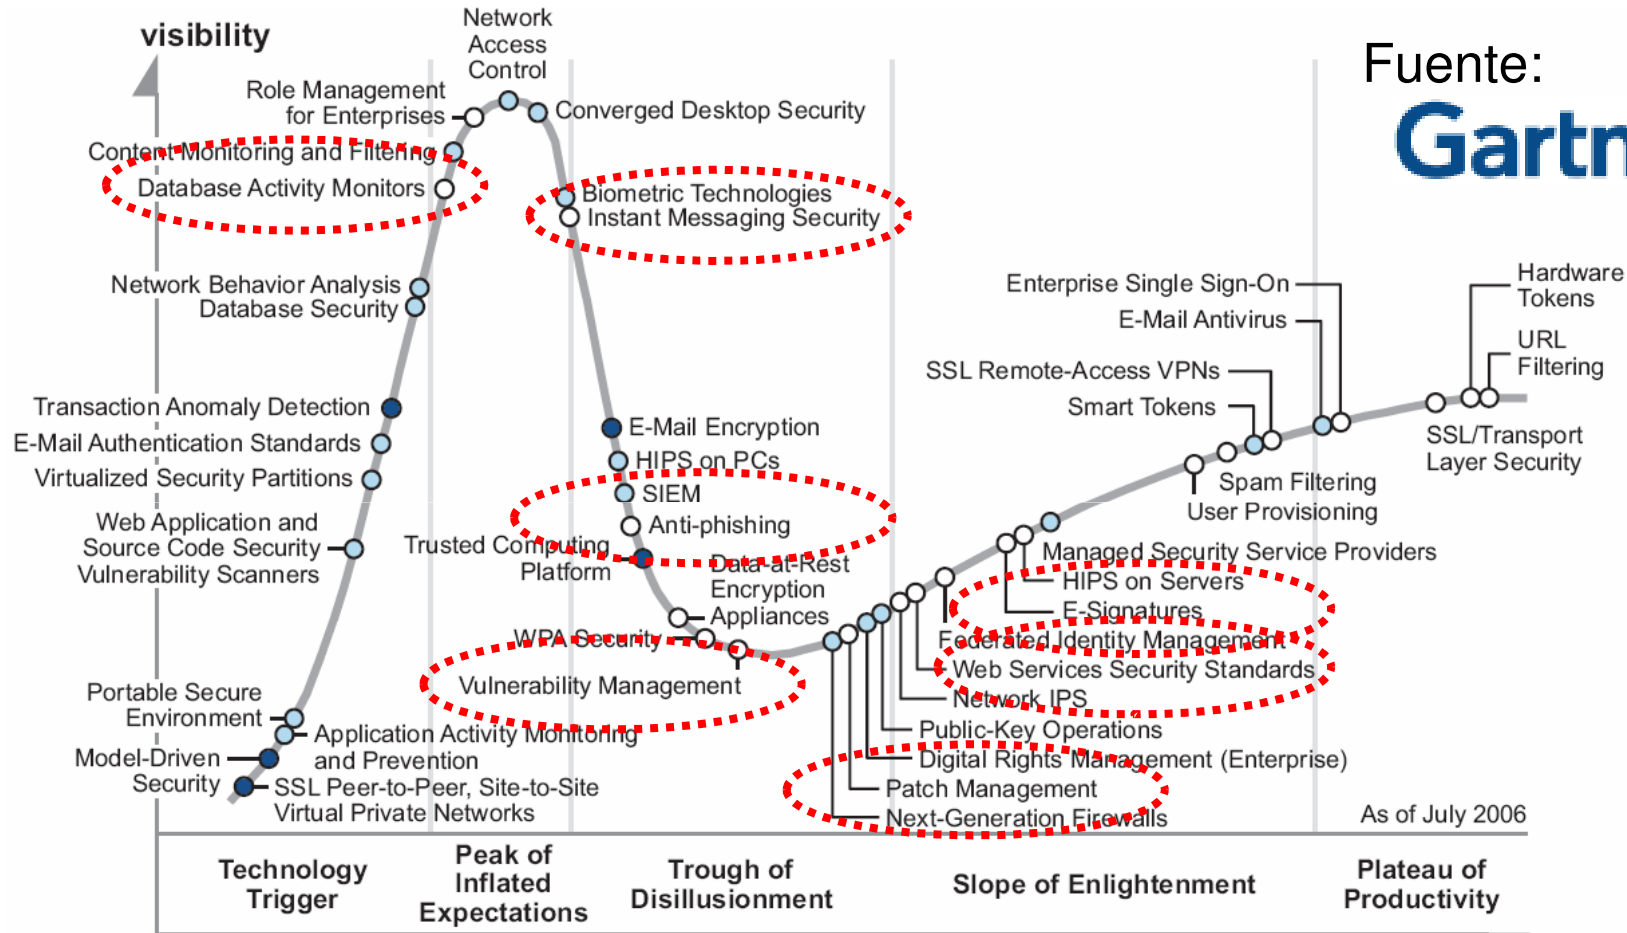 visibility
Fuente:
Gartn
Network
Access
Control
Role Management
for Enterprises
Converged Desktop Security
Content Monitoring and Filtering
Database Activity Monitors
Biometric Technologies
Instant Messaging Security
Network Behavior Analysis
Database Security
Transaction Anomaly Detection
E-Mail Authentication Standards
Virtualized Security Partitions
Web Application and
Source Code Security
Vulnerability Scanners
Portable Secure
Environment
Application Activity Monitoring
and Prevention
Model-Driven
Security
SSL Peer-to-Peer, Site-to-Site
Virtual Private Networks
E-Mail Encryption
HIPS on PCs
SIEM
Anti-phishing
Trusted Computing
Platform
Data-at-Rest
Encryption
Appliances
WPA Security
Vulnerability Management
Enterprise Single Sign-On
E-Mail Antivirus
SSL Remote-Access VPNs
Smart Tokens
Hardware
Tokens
URL
Filtering
SSL/Transport
Layer Security
Spam Filtering
User Provisioning
Managed Security Service Providers
HIPS on Servers
E-Signatures
Federated Identity Management
Web Services Security Standards
Network IPS
Public-Key Operations
Digital Rights Management (Enterprise)
Patch Management
Next-Generation Firewalls
As of July 2006
Technology
Trigger
Peak of
Inflated
Expectations
Trough of
Disillusionment
Slope of Enlightenment
Plateau of
Productivity